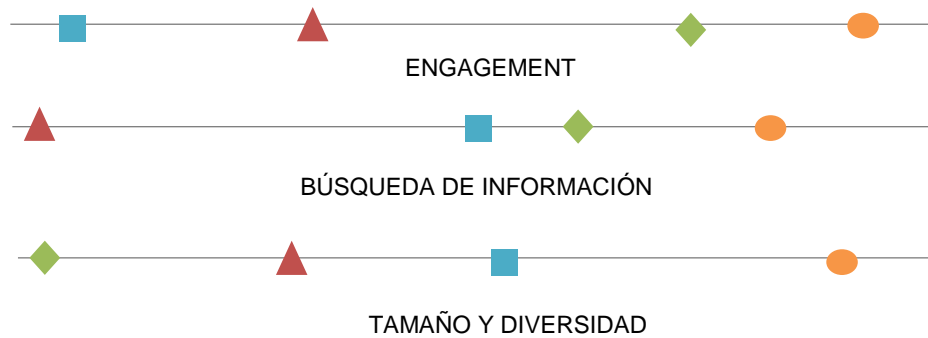 ENGAGEMENT
BÚSQUEDA DE INFORMACIÓN
TAMAÑO Y DIVERSIDAD